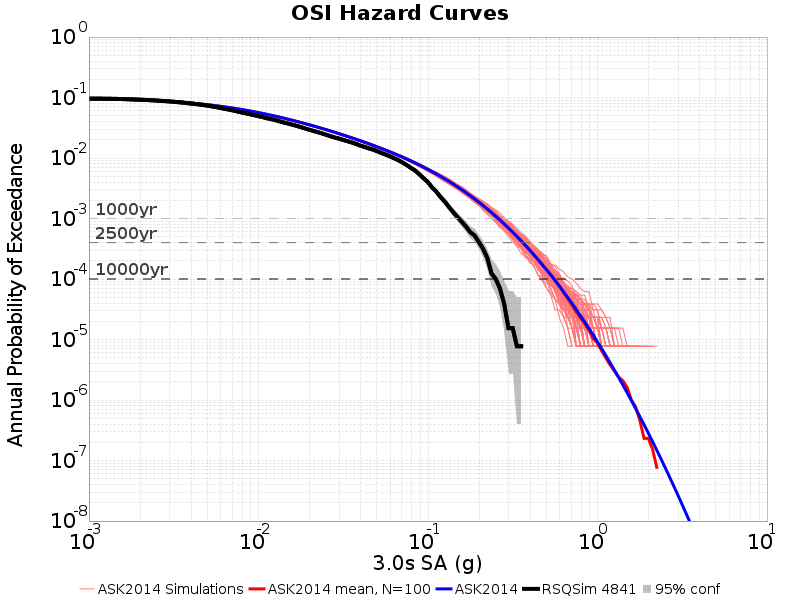 OSI Hazard Curves
Annual Probability of Exceedance
10^0
10^-1
10^-2
10^-3
10^-4
10^-5
10^-6
10^-7
10^-8
1000yr
2500yr
10000yr
10^-3 10^-2 10^-1 10^0 10^1
3.0s SA (g)
ASK2014 Simulations ASK2014 mean, N=100 ASK2014 RSQSim 4841 95% conf